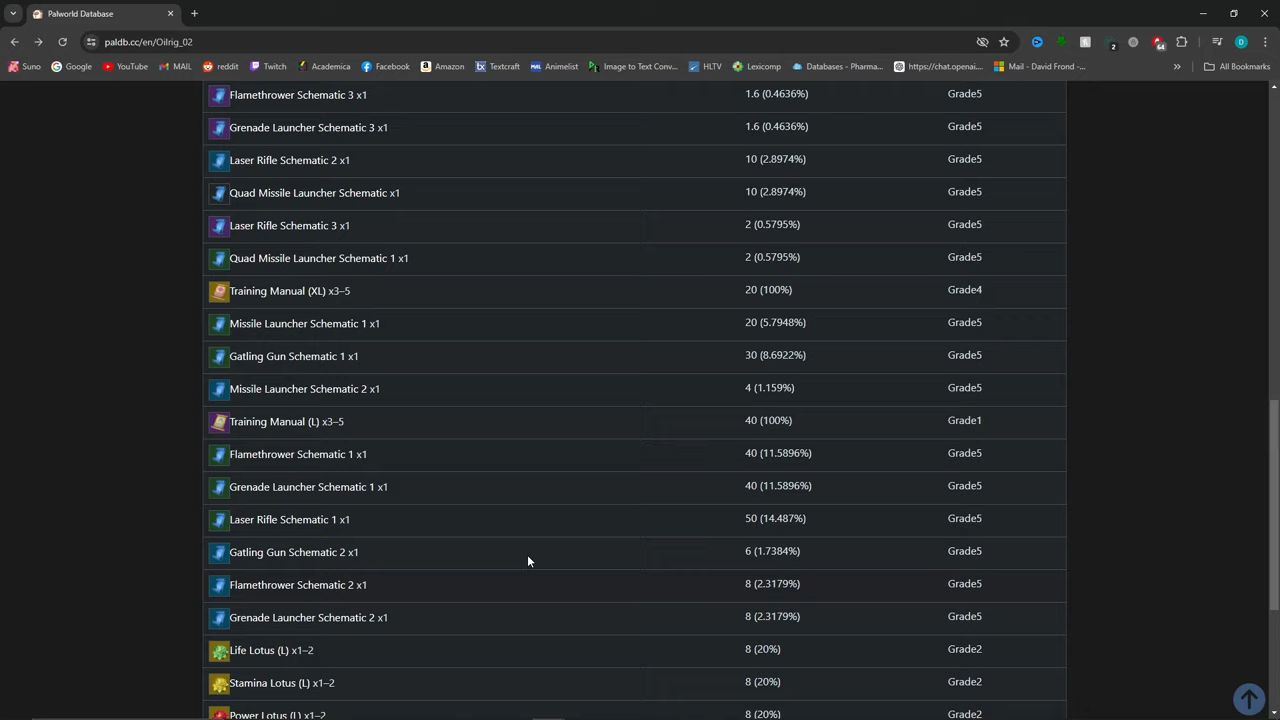 Palworld Database
paldb.cc/en/Oilrig_02
2
64
D
Suno Google YouTube MAIL reddit Twitch Academica Facebook Amazon Textcraft Animelist Image to Text Conv... HLTV Lexicomp Databases - Pharma... https://chat.openai.... Mail - David Frond -... » All Bookmarks
Flamethrower Schematic 3 x1 1.6 (0.4636%) Grade5
Grenade Launcher Schematic 3 x1 1.6 (0.4636%) Grade5
Laser Rifle Schematic 2 x1 10 (2.8974%) Grade5
Quad Missile Launcher Schematic x1 10 (2.8974%) Grade5
Laser Rifle Schematic 3 x1 2 (0.5795%) Grade5
Quad Missile Launcher Schematic 1 x1 2 (0.5795%) Grade5
Training Manual (XL) x3–5 20 (100%) Grade4
Missile Launcher Schematic 1 x1 20 (5.7948%) Grade5
Gatling Gun Schematic 1 x1 30 (8.6922%) Grade5
Missile Launcher Schematic 2 x1 4 (1.159%) Grade5
Training Manual (L) x3–5 40 (100%) Grade1
Flamethrower Schematic 1 x1 40 (11.5896%) Grade5
Grenade Launcher Schematic 1 x1 40 (11.5896%) Grade5
Laser Rifle Schematic 1 x1 50 (14.487%) Grade5
Gatling Gun Schematic 2 x1 6 (1.7384%) Grade5
Flamethrower Schematic 2 x1 8 (2.3179%) Grade5
Grenade Launcher Schematic 2 x1 8 (2.3179%) Grade5
Life Lotus (L) x1–2 8 (20%) Grade2
Stamina Lotus (L) x1–2 8 (20%) Grade2
Power Lotus (L) x1–2 8 (20%) Grade2